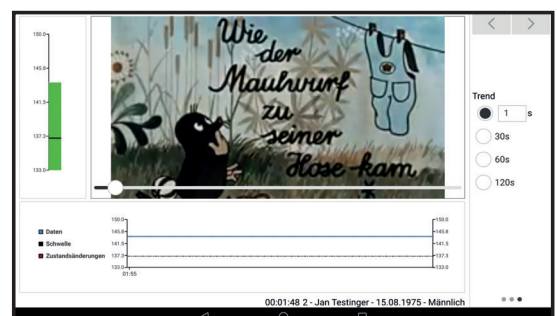 150.0
145.8
141.5
137.3
133.0
Wie
der
Maulwurf
zu
seiner
Hose kam
Trend
1 s
30s
60s
120s
Daten
Schwelle
Zustandsänderungen
150.0
145.8
141.5
137.3
133.0
150.0
145.8
141.5
137.3
133.0
01:55
00:01:48 2 - Jan Testinger - 15.08.1975 - Männlich